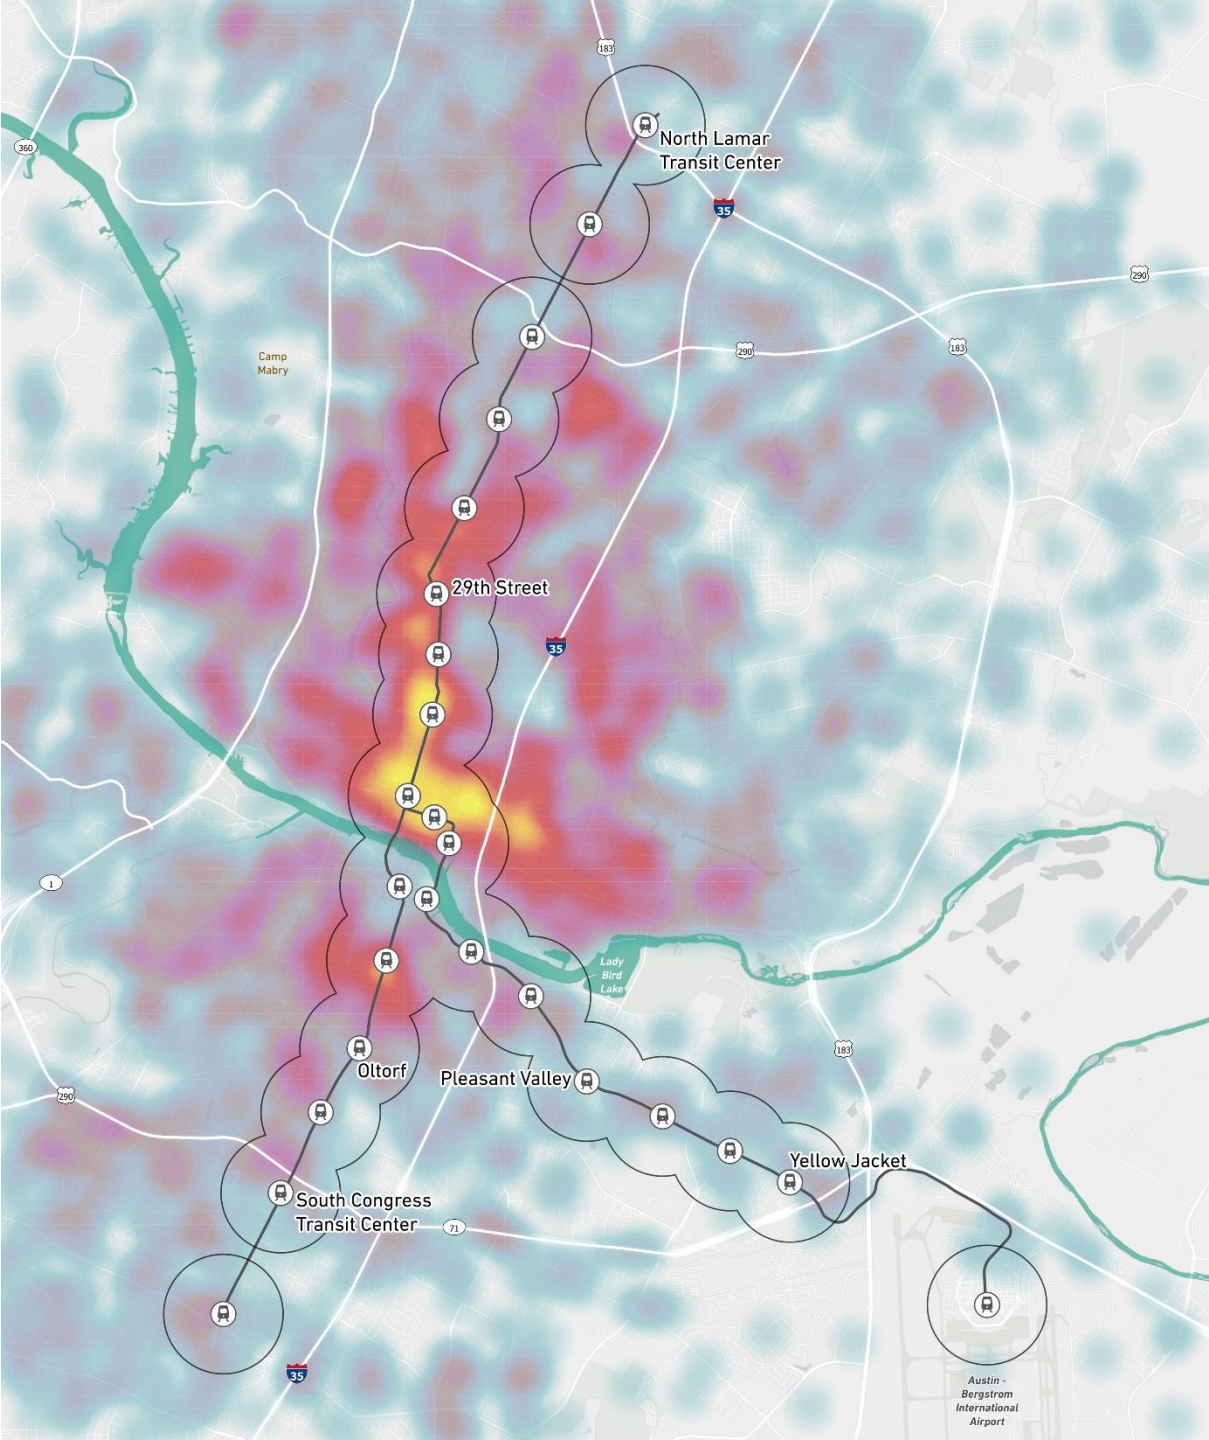 183
North Lamar
Transit Center
360
35
290
290
183
Camp
Mabry
29th Street
35
1
Lady
Bird
Lake
183
Oltorf
Pleasant Valley
290
Yellow Jacket
South Congress
Transit Center
71
35
Austin -
Bergstrom
International
Airport